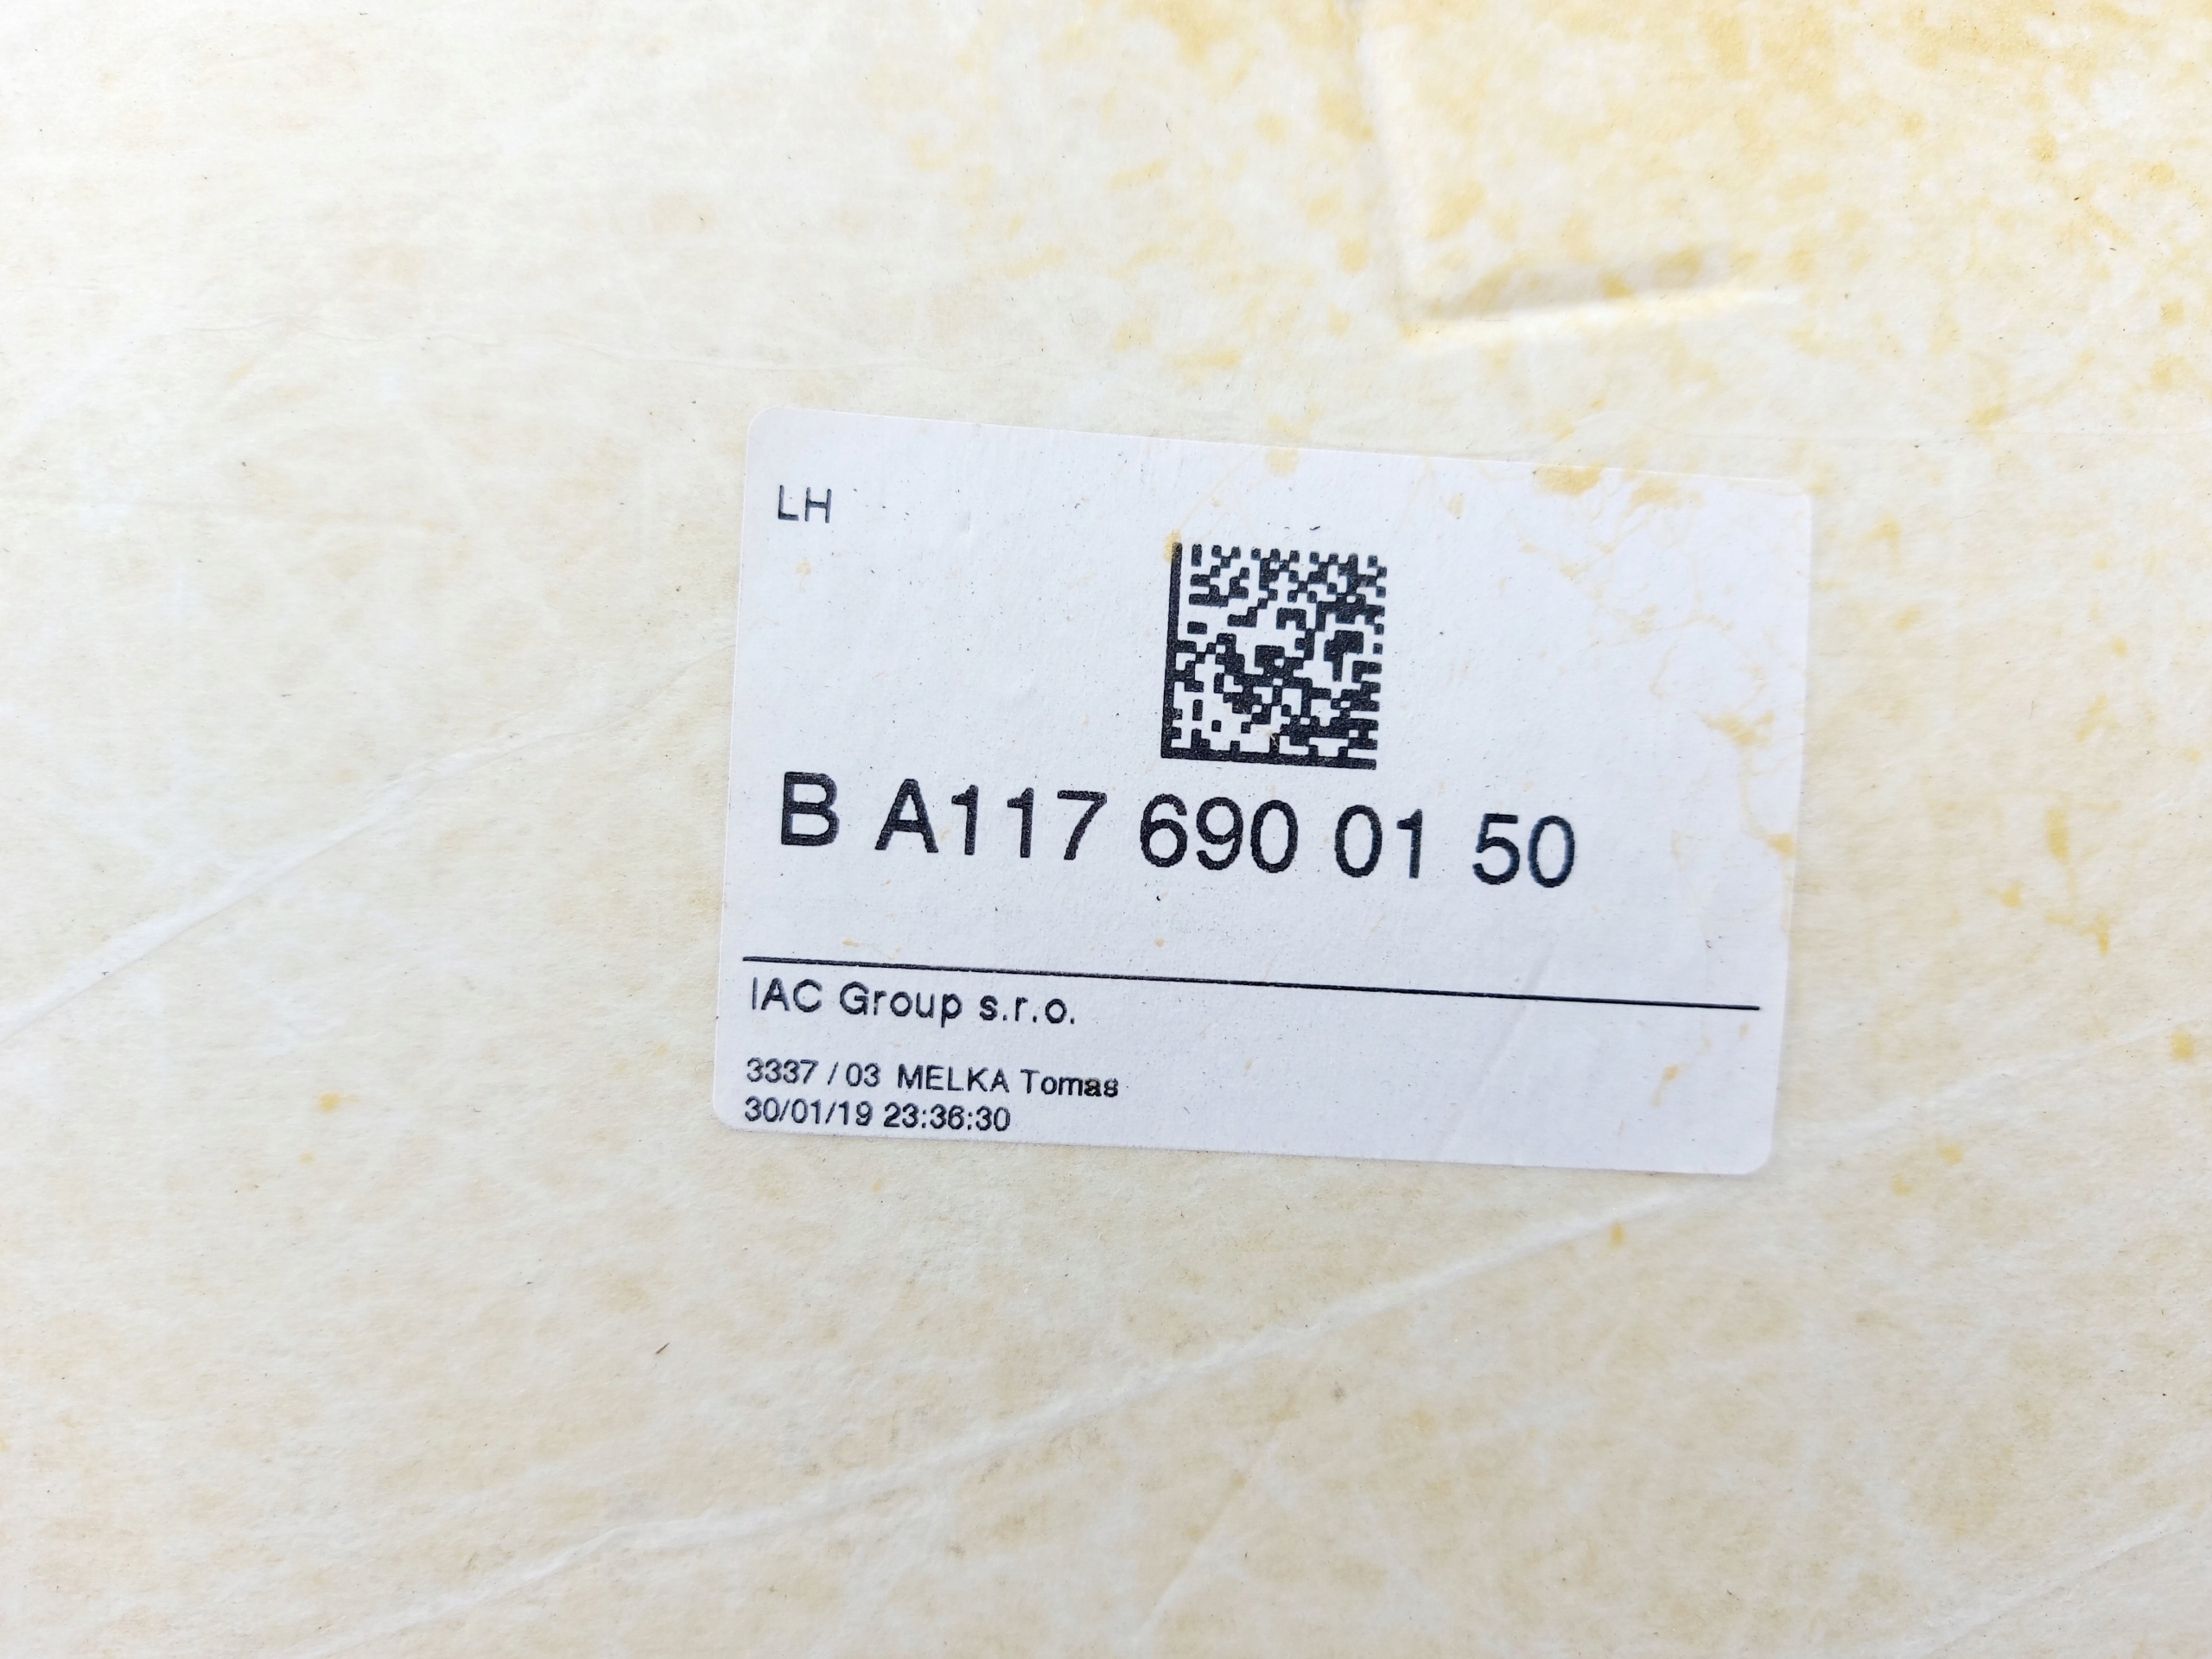 LH
B A117 690 01 50
IAC Group s.r.o.
3337 / 03 MELKA Tomas
30/01/19 23:36:30